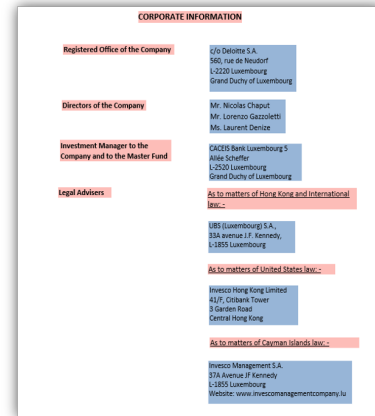 CORPORATE INFORMATION
Registered Office of the Company
c/o Deloitte S.A.
560, rue de Neudorf
L-2220 Luxembourg
Grand Duchy of Luxembourg
Directors of the Company
Mr. Nicolas Chaput
Mr. Lorenzo Gazzoletti
Ms. Laurent Denize
Investment Manager to the
Company and to the Master Fund
CACEIS Bank Luxembourg 5
Allée Scheffer
L-2520 Luxembourg
Grand Duchy of Luxembourg
Legal Advisers
As to matters of Hong Kong and International
law: -
UBS (Luxembourg) S.A.,
33A avenue J.F. Kennedy,
L-1855 Luxembourg
As to matters of United States law: -
Invesco Hong Kong Limited
41/F, Citibank Tower
3 Garden Road
Central Hong Kong
As to matters of Cayman Islands law: -
Invesco Management S.A.
37A Avenue JF Kennedy
L-1855 Luxembourg
Website: www.invescomanagementcompany.lu